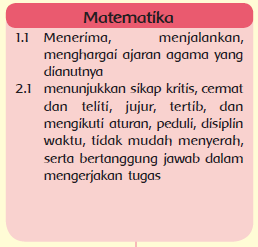 Matematika
1.1 Menerima, menjalankan,
menghargai ajaran agama yang
dianutnya
2.1 menunjukkan sikap kritis, cermat
dan teliti, jujur, tertib, dan
mengikuti aturan, peduli, disiplin
waktu, tidak mudah menyerah,
serta bertanggung jawab dalam
mengerjakan tugas